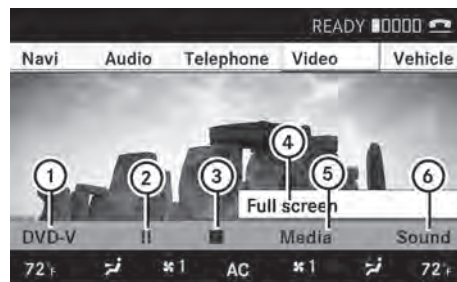 READY
Navi Audio Telephone Video Vehicle
4
1 2 3 5 6
Full screen
DVD-V II Media Sound
72°F 1 AC 1 72°F